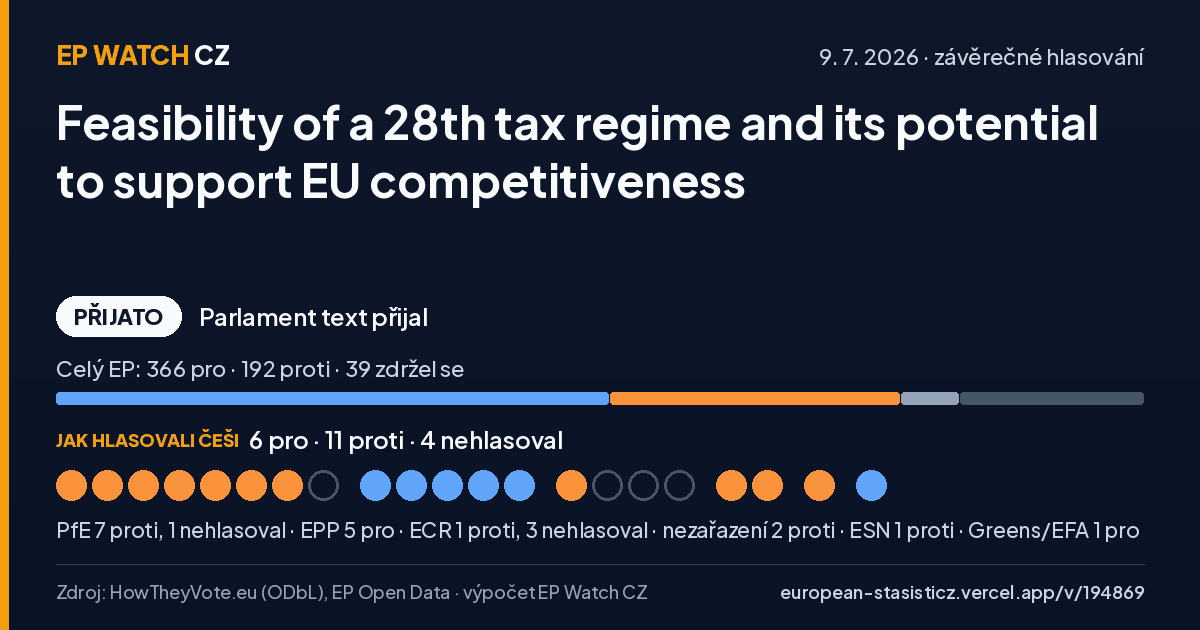 EP WATCH CZ
9. 7. 2026 · závěrečné hlasování
Feasibility of a 28th tax regime and its potential
to support EU competitiveness
PŘIJATO Parlament text přijal
Celý EP: 366 pro · 192 proti · 39 zdržel se
JAK HLASOVALI ČEŠI 6 pro · 11 proti · 4 nehlasoval
PfE 7 proti, 1 nehlasoval · EPP 5 pro · ECR 1 proti, 3 nehlasoval · nezařazení 2 proti · ESN 1 proti · Greens/EFA 1 pro
Zdroj: HowTheyVote.eu (ODbL), EP Open Data · výpočet EP Watch CZ
european-stasisticz.vercel.app/v/194869